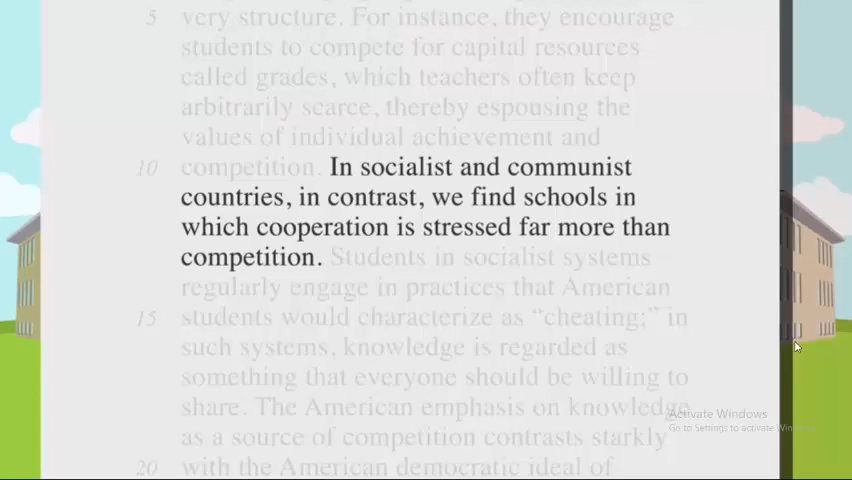 5 very structure. For instance, they encourage
students to compete for capital resources
called grades, which teachers often keep
arbitrarily scarce, thereby espousing the
values of individual achievement and
10 competition. In socialist and communist
countries, in contrast, we find schools in
which cooperation is stressed far more than
competition. Students in socialist systems
regularly engage in practices that American
15 students would characterize as “cheating;” in
such systems, knowledge is regarded as
something that everyone should be willing to
share. The American emphasis on knowledge
Activate Windows
Go to Settings to activate Windows.
as a source of competition contrasts starkly
20 with the American democratic ideal of